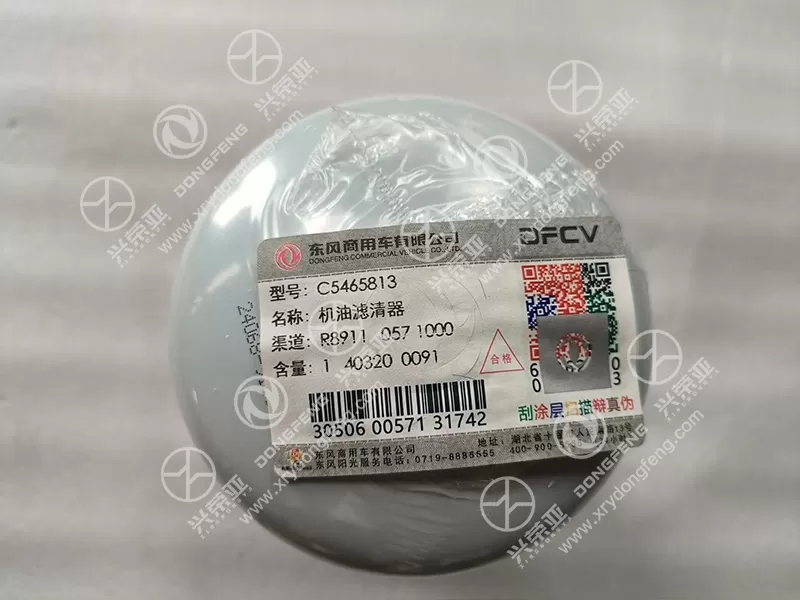 东风商用车有限公司
DONGFENG COMMERCIAL VEHICLE CO., LTD.
DFCV
型号: C5465813
名称: 机油滤清器
渠道: R8911 0571000
含量: 1 40320 0091
合格
30506 00571 31742
刮涂层扫描辩真伪
东风商用车有限公司
东风阳光服务电话: 0719-8886555 400-900-
地址: 湖北省十
兴荣亚
DONGFENG
www.xrydongfeng.com